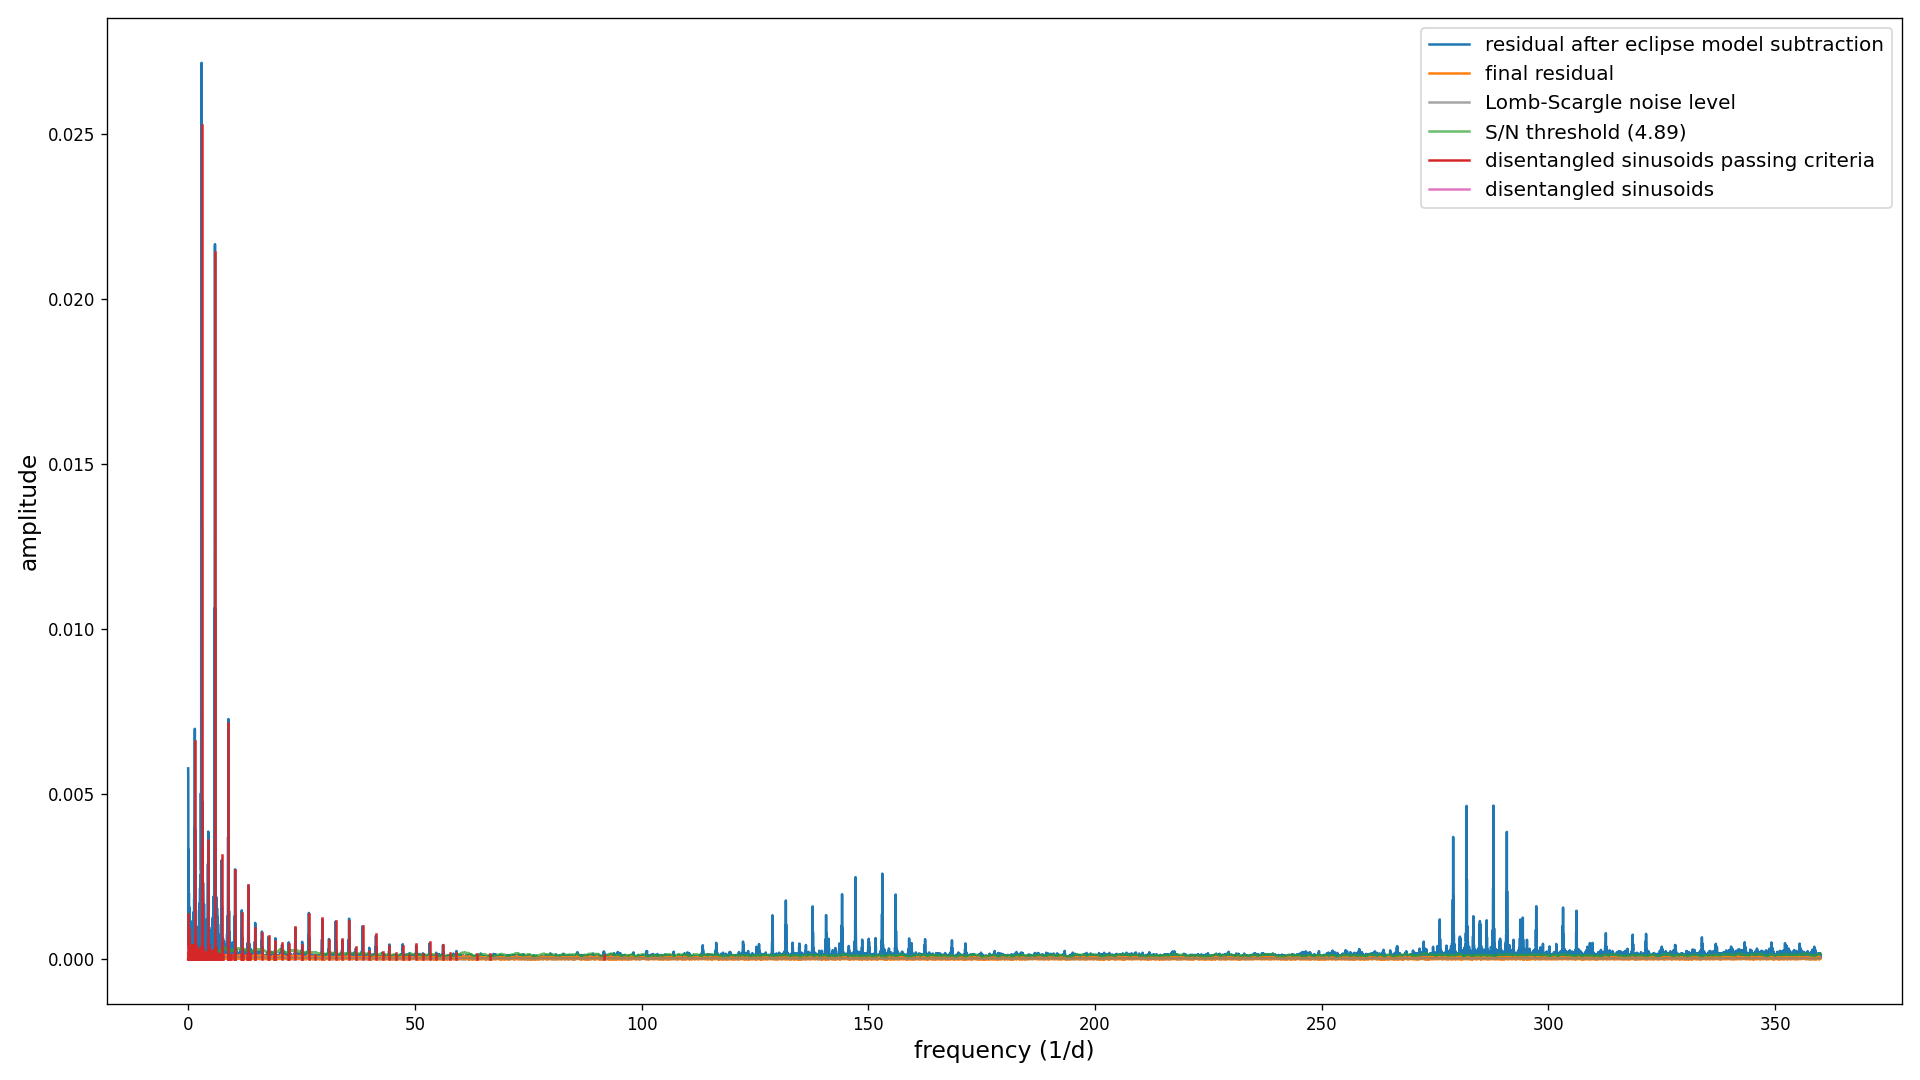 residual after eclipse model subtraction
final residual
Lomb-Scargle noise level
S/N threshold (4.89)
disentangled sinusoids passing criteria
disentangled sinusoids
0.025
0.020
0.015
0.010
0.005
0.000
amplitude
0 50 100 150 200 250 300 350
frequency (1/d)